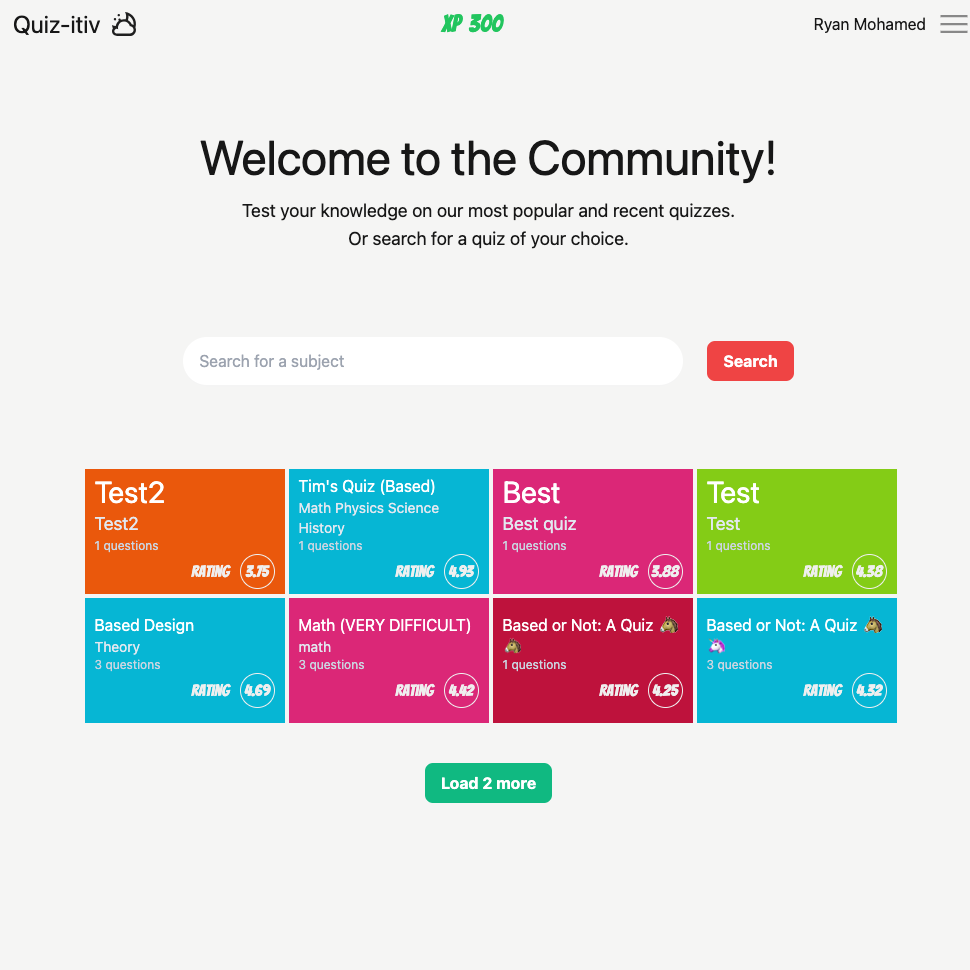 Quiz-itiv
XP 300
Ryan Mohamed
Welcome to the Community!
Test your knowledge on our most popular and recent quizzes.
Or search for a quiz of your choice.
Search for a subject
Search
Test2
Test2
1 questions
RATING 3.75
Tim's Quiz (Based)
Math Physics Science
History
1 questions
RATING 4.93
Best
Best quiz
1 questions
RATING 3.88
Test
Test
1 questions
RATING 4.38
Based Design
Theory
3 questions
RATING 4.69
Math (VERY DIFFICULT)
math
3 questions
RATING 4.42
Based or Not: A Quiz 🐴
🐴
1 questions
RATING 4.25
Based or Not: A Quiz 🐴
🦄
3 questions
RATING 4.32
Load 2 more